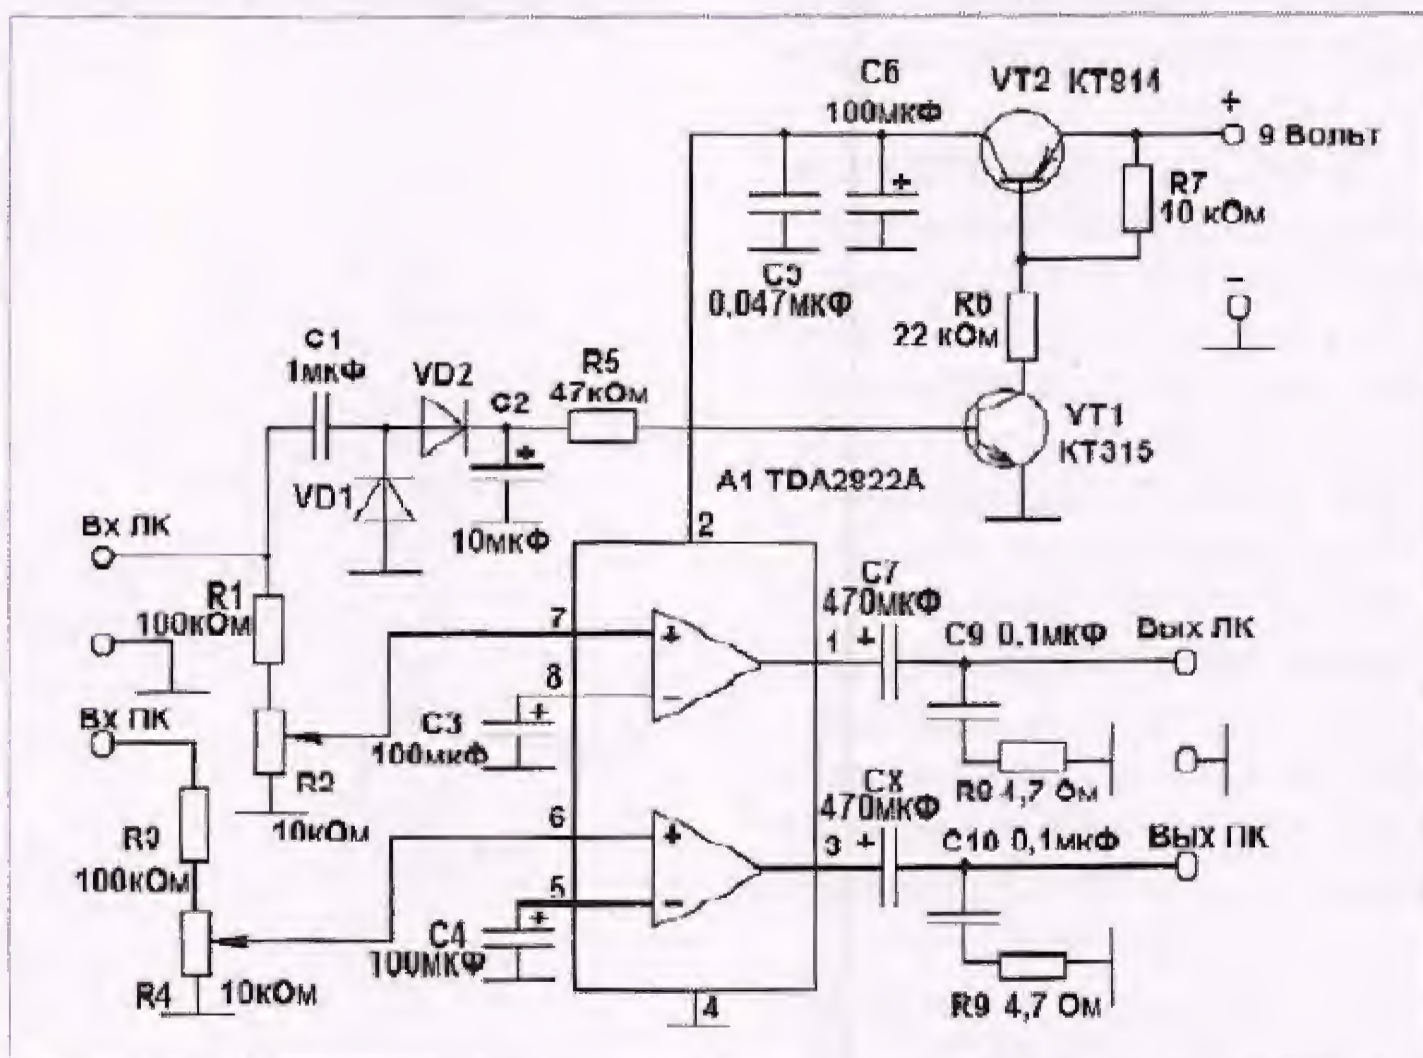 C6
100мкФ
VT2 КТ814
+
9 Вольт
R7
10 кОм
+
C5
0,047мкФ
R6
22 кОм
-
C1
1мкФ
VD2
C2
R5
47кОм
+
VT1
КТ315
VD1
A1 TDA2822A
10мкФ
Вх ЛК
2
R1
100кОм
C7
470мкФ
7
+
1 +
C9 0.1мкФ
Вых ЛК
8
-
+
C3
100мкФ
Вх ПК
R2
10кОм
C8
470мкФ
R8 4,7 Ом
6
+
3 +
C10 0,1мкФ
Вых ПК
R3
100кОм
5
-
+
C4
100мкФ
R4
10кОм
4
R9 4,7 Ом